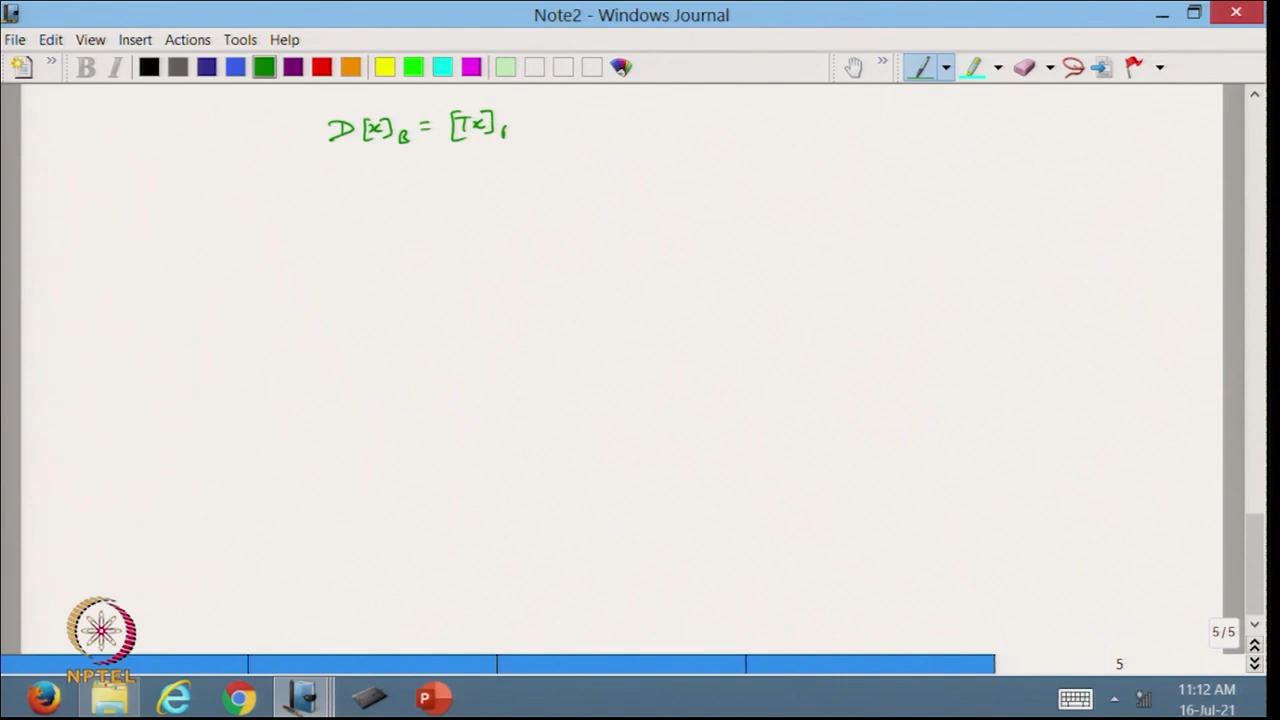 Note2 - Windows Journal
File Edit View Insert Actions Tools Help
B I
D[x]_B = [Tx]
5/5
5
NPTEL
11:12 AM
16-Jul-21